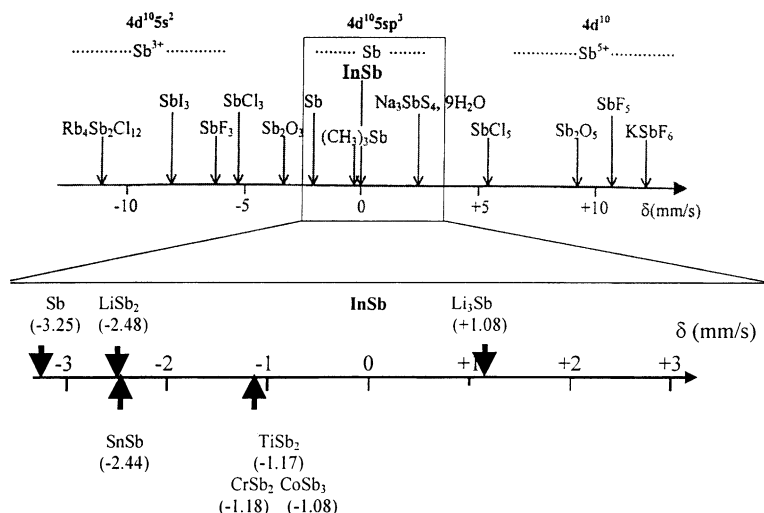 4d¹⁰5s² 4d¹⁰5sp³ 4d¹⁰
Sb³⁺ Sb Sb⁵⁺
InSb
SbI₃ SbCl₃ Sb Na₃SbS₄, 9H₂O SbF₅
Rb₄Sb₂Cl₁₂ SbF₃ Sb₂O₃ (CH₃)₃Sb SbCl₅ Sb₂O₅ KSbF₆
-10 -5 0 +5 +10 δ(mm/s)
Sb LiSb₂ InSb Li₃Sb
(-3.25) (-2.48) (+1.08)
δ (mm/s)
-3 -2 -1 0 +1 +2 +3
SnSb TiSb₂
(-2.44) (-1.17)
CrSb₂ CoSb₃
(-1.18) (-1.08)